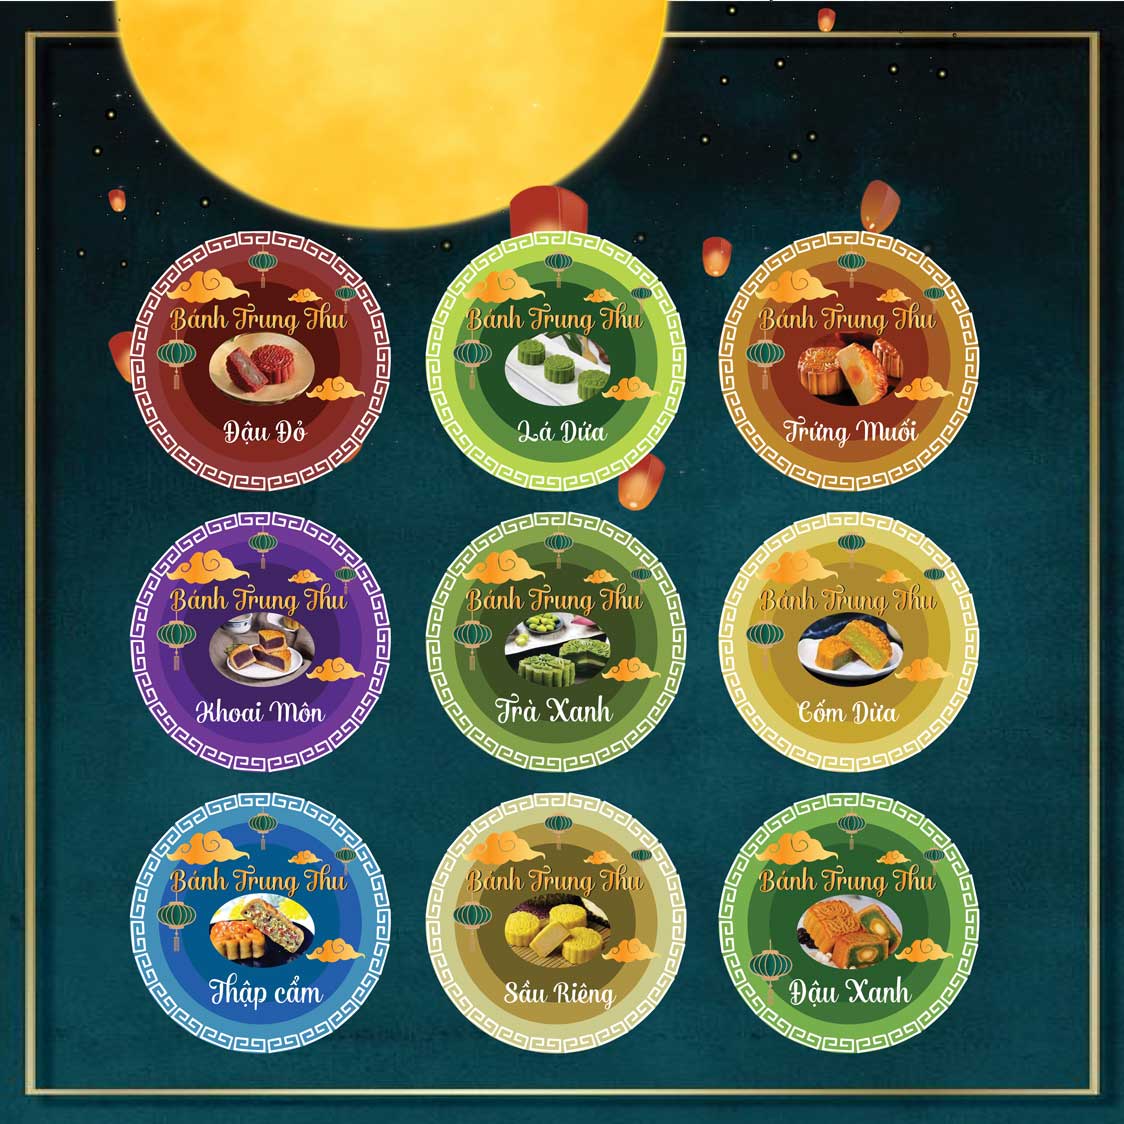 Bánh Trung Thu
Đậu Đỏ
Bánh Trung Thu
Lá Dứa
Bánh Trung Thu
Trứng Muối
Bánh Trung Thu
Khoai Môn
Bánh Trung Thu
Trà Xanh
Bánh Trung Thu
Cốm Dừa
Bánh Trung Thu
Thập cẩm
Bánh Trung Thu
Sầu Riêng
Bánh Trung Thu
Đậu Xanh